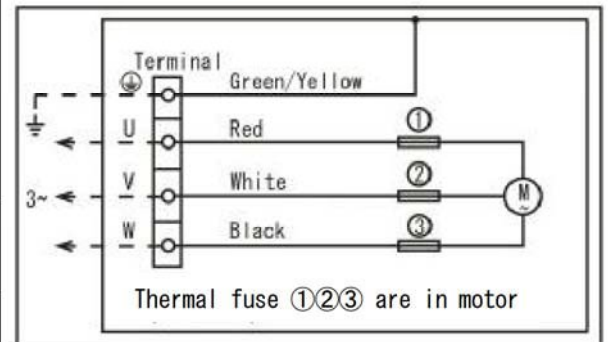 Terminal
Green/Yellow
U Red ①
V White ②
3~
M
~
W Black ③
Thermal fuse ①②③ are in motor